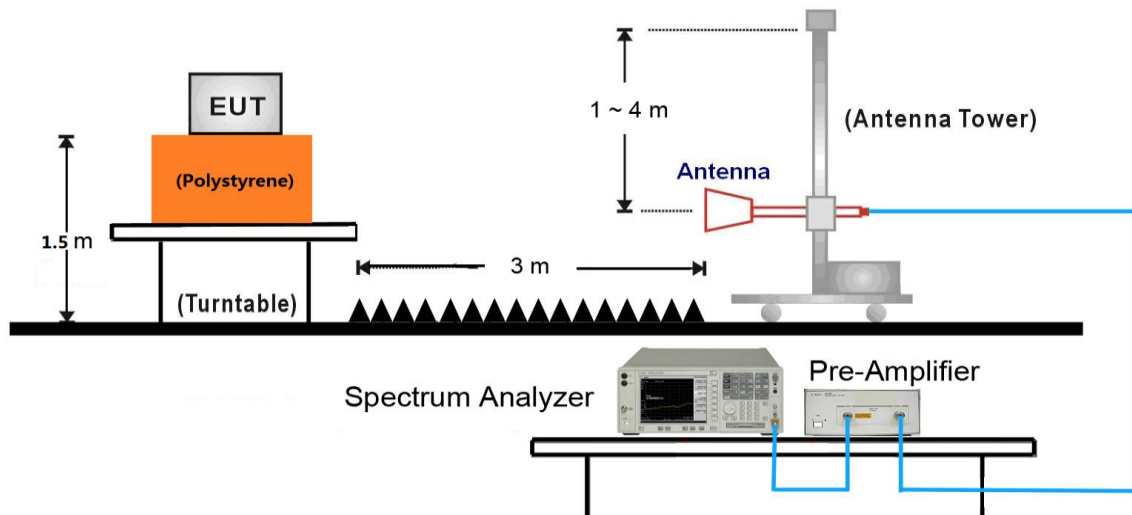 EUT
(Polystyrene)
1.5 m
(Turntable)
3 m
1 ~ 4 m
Antenna
(Antenna Tower)
Spectrum Analyzer
Pre-Amplifier